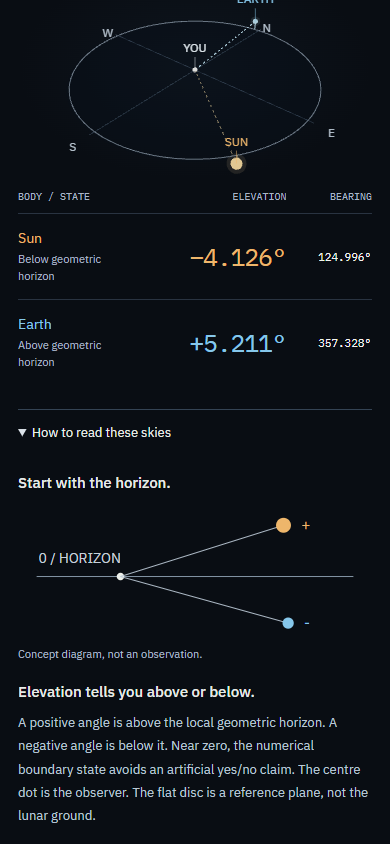 EARTH
W
N
YOU
S
E
SUN
BODY / STATE ELEVATION BEARING
Sun
Below geometric
horizon
−4.126° 124.996°
Earth
Above geometric
horizon
+5.211° 357.328°
▼ How to read these skies
Start with the horizon.
+
0 / HORIZON
-
Concept diagram, not an observation.
Elevation tells you above or below.
A positive angle is above the local geometric horizon. A
negative angle is below it. Near zero, the numerical
boundary state avoids an artificial yes/no claim. The centre
dot is the observer. The flat disc is a reference plane, not the
lunar ground.